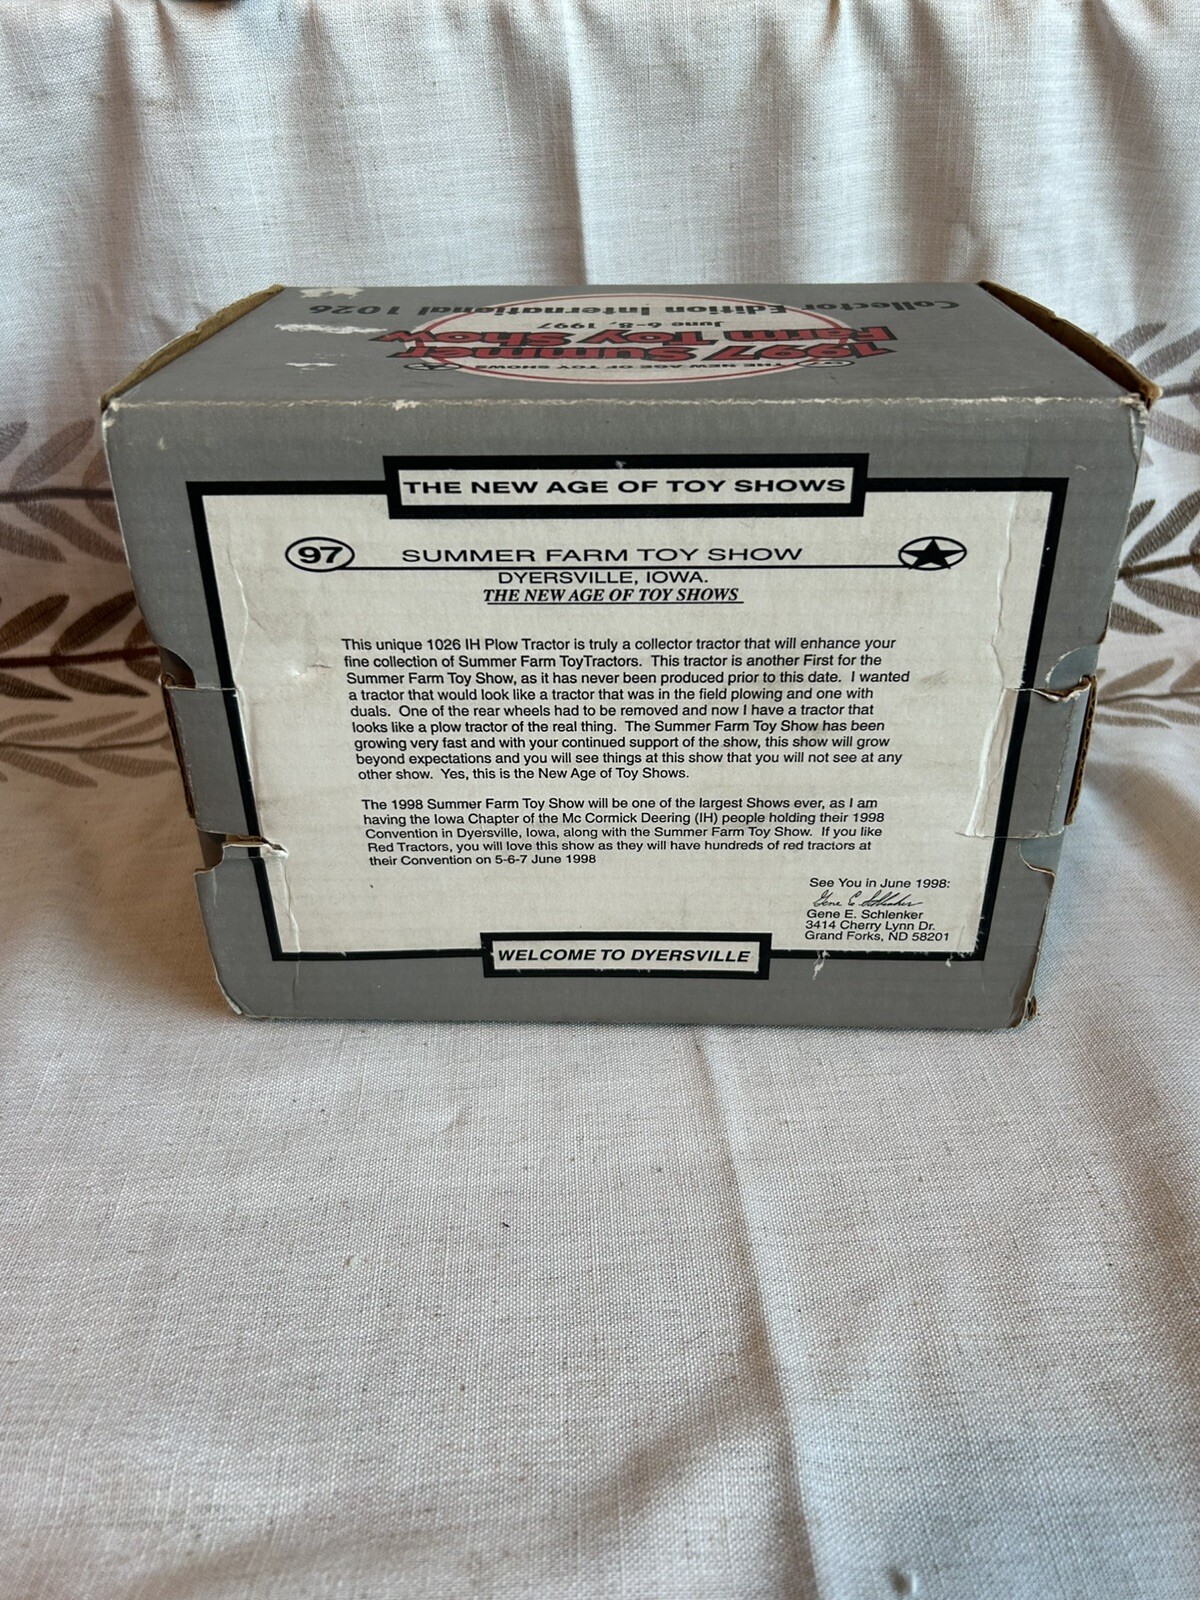 Collector Edition International 1026
June 6-8, 1997
Farm Toy Show
1997 Summer
THE NEW AGE OF TOY SHOWS
THE NEW AGE OF TOY SHOWS
97 SUMMER FARM TOY SHOW
DYERSVILLE, IOWA.
THE NEW AGE OF TOY SHOWS
This unique 1026 IH Plow Tractor is truly a collector tractor that will enhance your
fine collection of Summer Farm ToyTractors. This tractor is another First for the
Summer Farm Toy Show, as it has never been produced prior to this date. I wanted
a tractor that would look like a tractor that was in the field plowing and one with
duals. One of the rear wheels had to be removed and now I have a tractor that
looks like a plow tractor of the real thing. The Summer Farm Toy Show has been
growing very fast and with your continued support of the show, this show will grow
beyond expectations and you will see things at this show that you will not see at any
other show. Yes, this is the New Age of Toy Shows.
The 1998 Summer Farm Toy Show will be one of the largest Shows ever, as I am
having the Iowa Chapter of the Mc Cormick Deering (IH) people holding their 1998
Convention in Dyersville, Iowa, along with the Summer Farm Toy Show. If you like
Red Tractors, you will love this show as they will have hundreds of red tractors at
their Convention on 5-6-7 June 1998
See You in June 1998:
Gene E. Schlenker
Gene E. Schlenker
3414 Cherry Lynn Dr.
Grand Forks, ND 58201
WELCOME TO DYERSVILLE